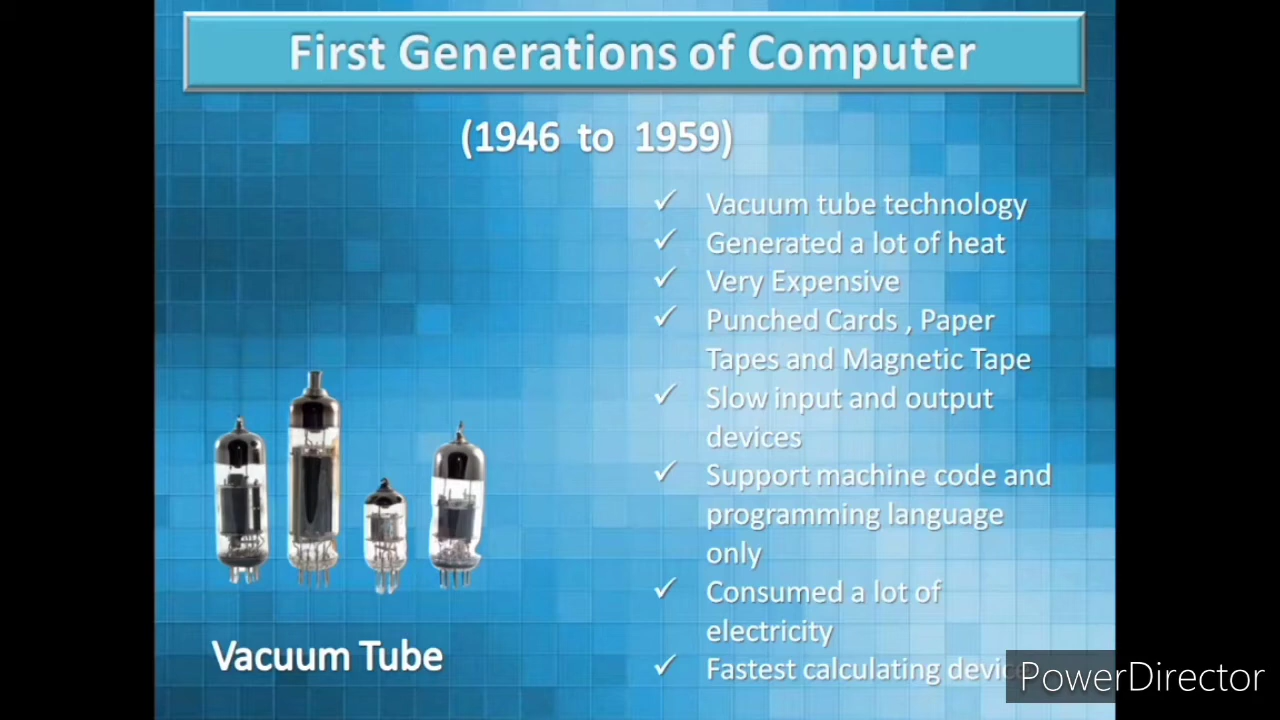 First Generations of Computer
(1946 to 1959)
✓ Vacuum tube technology
✓ Generated a lot of heat
✓ Very Expensive
✓ Punched Cards , Paper
Tapes and Magnetic Tape
✓ Slow input and output
devices
✓ Support machine code and
programming language
only
✓ Consumed a lot of
electricity
✓ Fastest calculating device
Vacuum Tube
PowerDirector